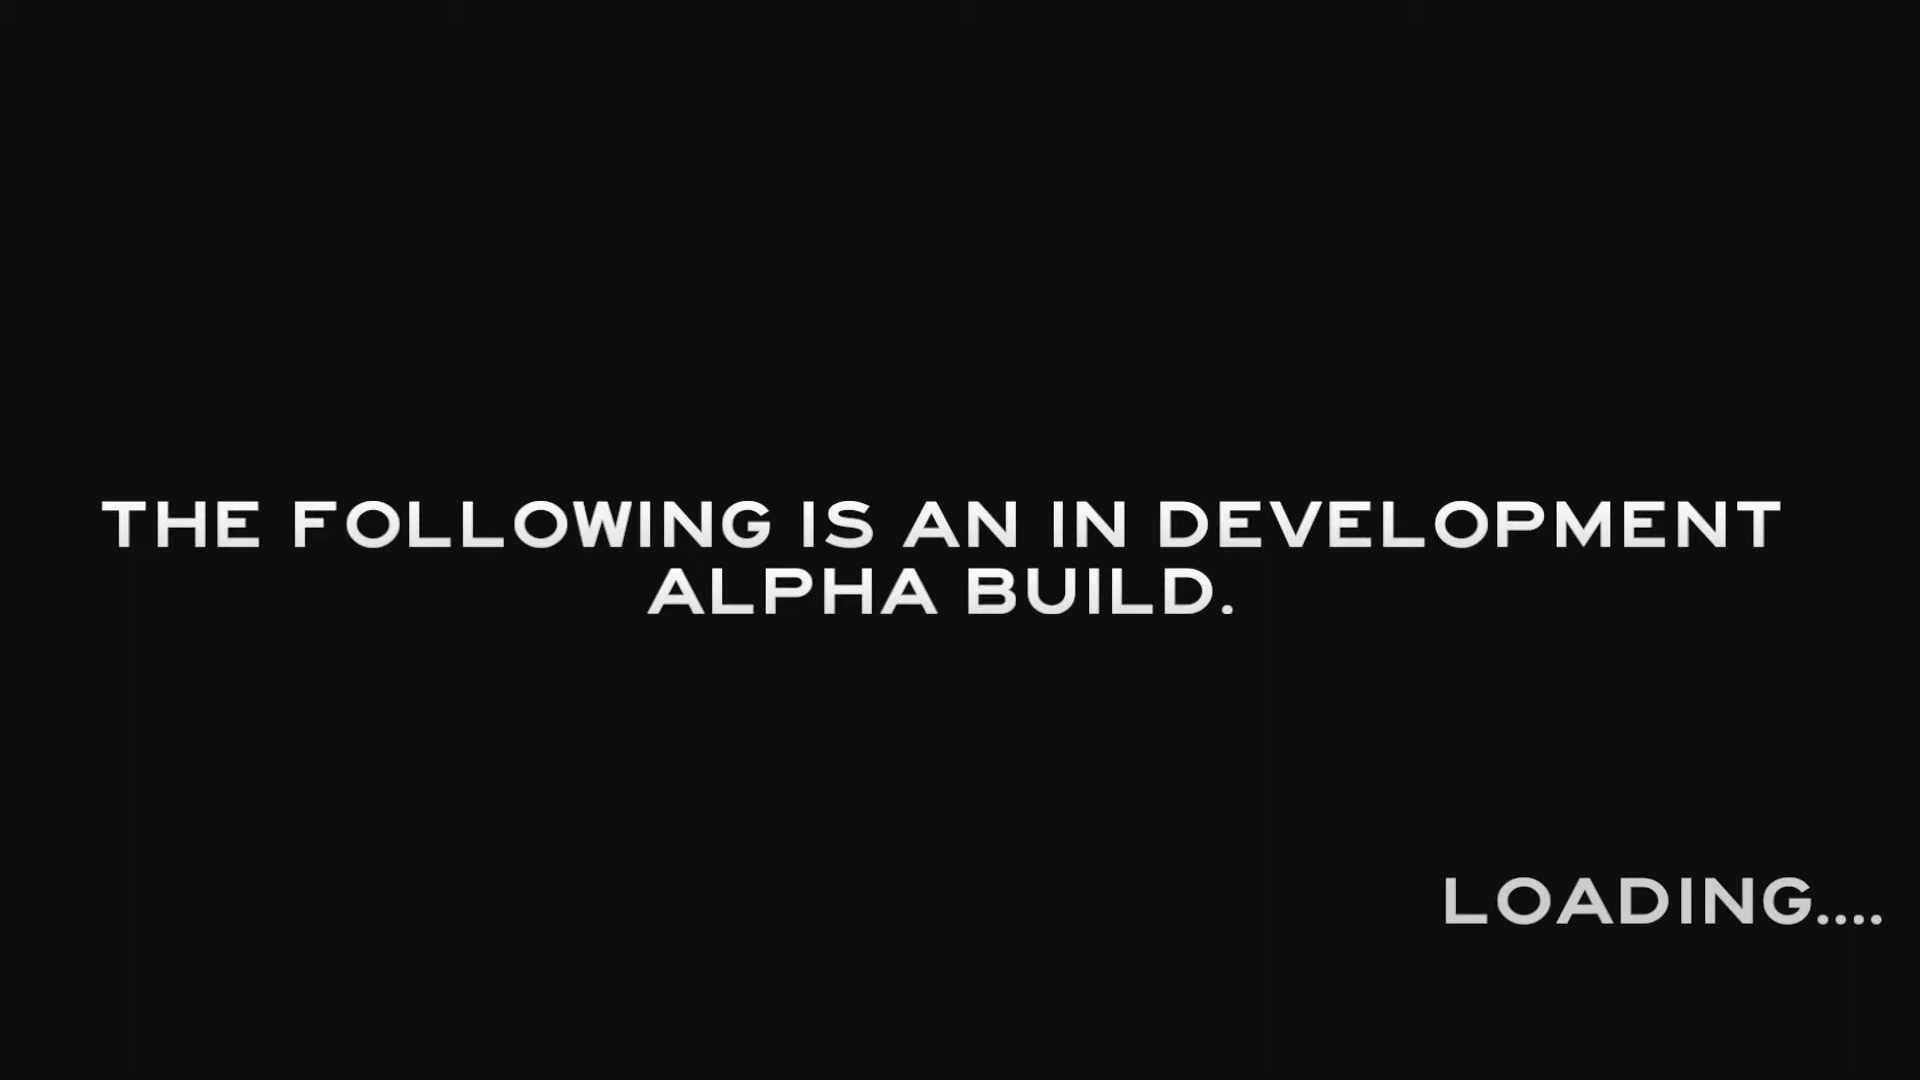 THE FOLLOWING IS AN IN DEVELOPMENT
ALPHA BUILD.
LOADING....